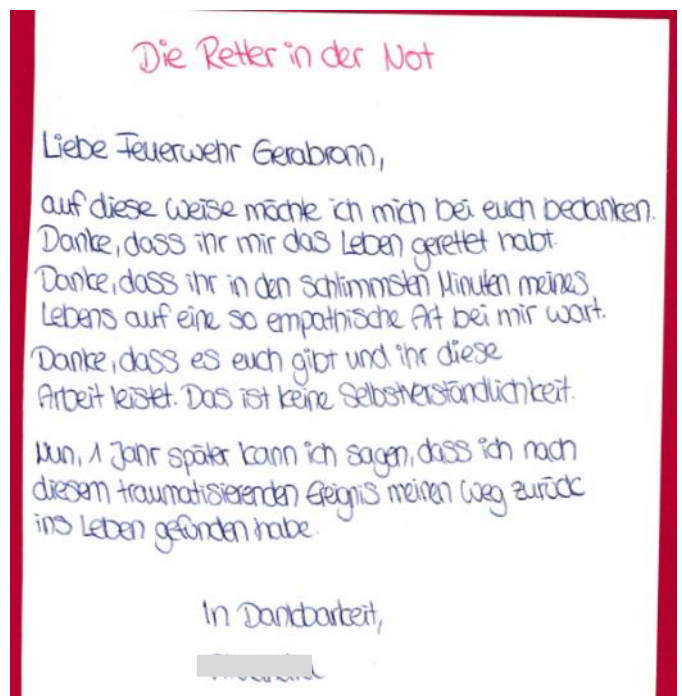 Die Retter in der Not
Liebe Feuerwehr Gerabronn,
auf diese Weise möchte ich mich bei euch bedanken.
Danke, dass ihr mir das Leben gerettet habt.
Danke, dass ihr in den schlimmsten Minuten meines
Lebens auf eine so empathische Art bei mir wart.
Danke, dass es euch gibt und ihr diese
Arbeit leistet. Das ist keine Selbstverständlichkeit.
Nun, 1 Jahr später kann ich sagen, dass ich nach
diesem traumatisierenden Ereignis meinen Weg zurück
ins Leben gefunden habe.
In Dankbarkeit,